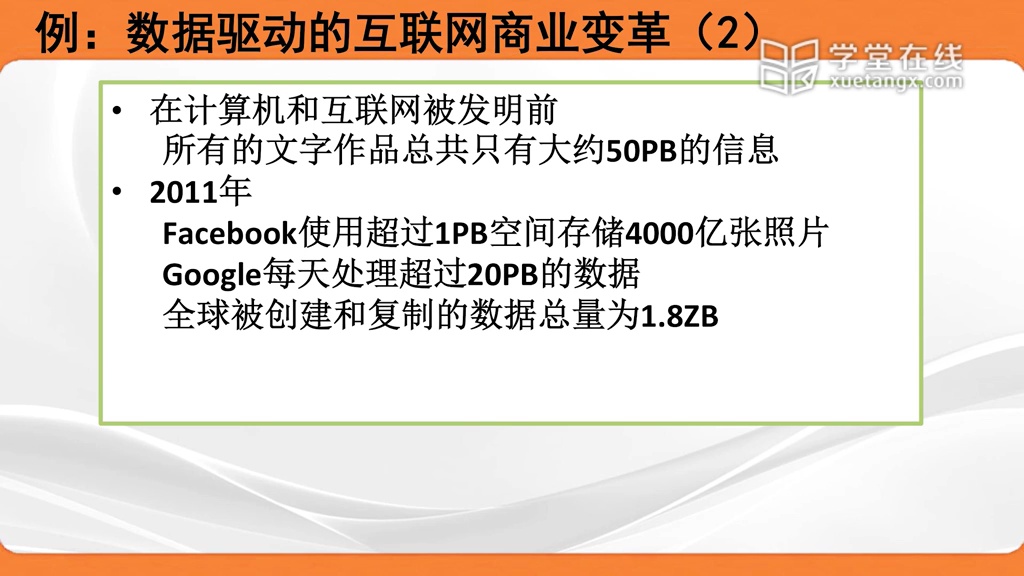 例：数据驱动的互联网商业变革（2）
学堂在线
xuetangx.com
• 在计算机和互联网被发明前
所有的文字作品总共只有大约50PB的信息
• 2011年
Facebook使用超过1PB空间存储4000亿张照片
Google每天处理超过20PB的数据
全球被创建和复制的数据总量为1.8ZB